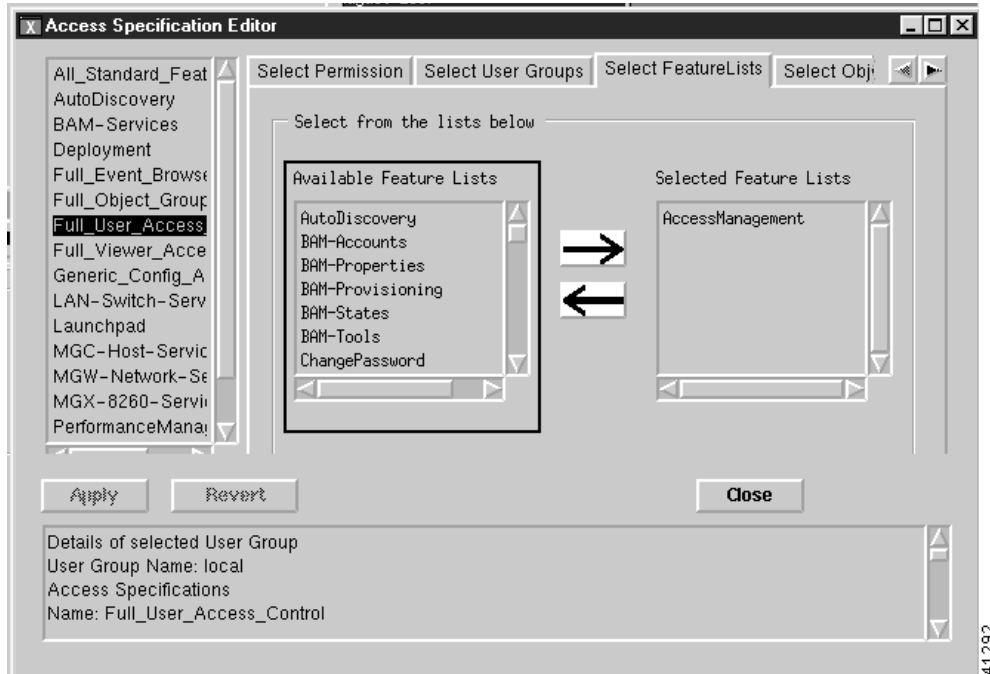 Access Specification Editor
All_Standard_Feat
AutoDiscovery
BAM-Services
Deployment
Full_Event_Browse
Full_Object_Group
Full_User_Access_
Full_Viewer_Acce
Generic_Config_A
LAN-Switch-Serv
Launchpad
MGC-Host-Servic
MGW-Network-Se
MGX-8260-Servi
PerformanceMana
Select Permission
Select User Groups
Select FeatureLists
Select Obj
Select from the lists below
Available Feature Lists
AutoDiscovery
BAM-Accounts
BAM-Properties
BAM-Provisioning
BAM-States
BAM-Tools
ChangePassword
Selected Feature Lists
AccessManagement
Apply
Revert
Close
Details of selected User Group
User Group Name: local
Access Specifications
Name: Full_User_Access_Control
41292